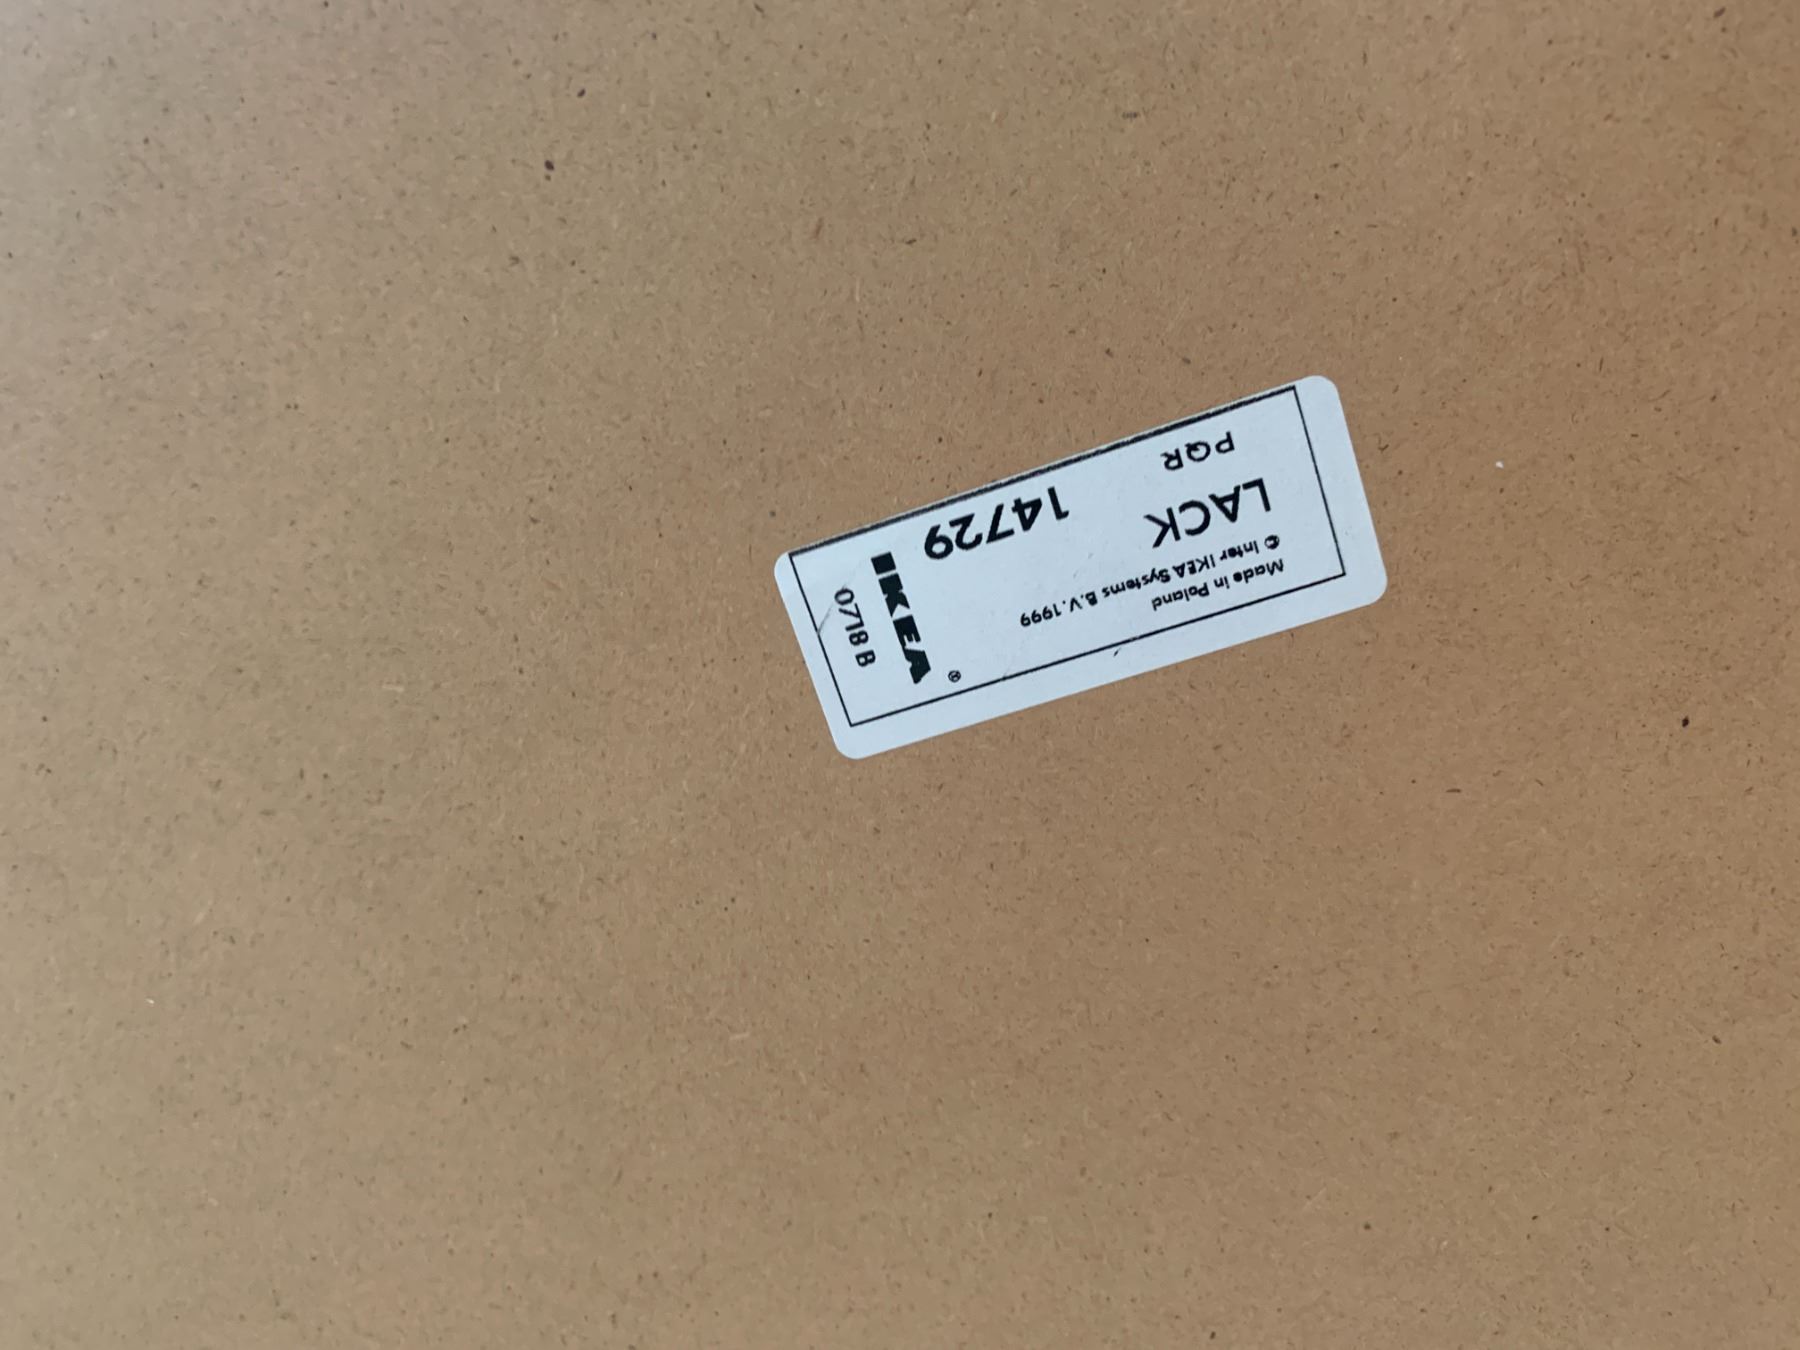 Made in Poland
© Inter IKEA Systems B.V.1999
LACK
PQR 14729
IKEA ®
0718 B